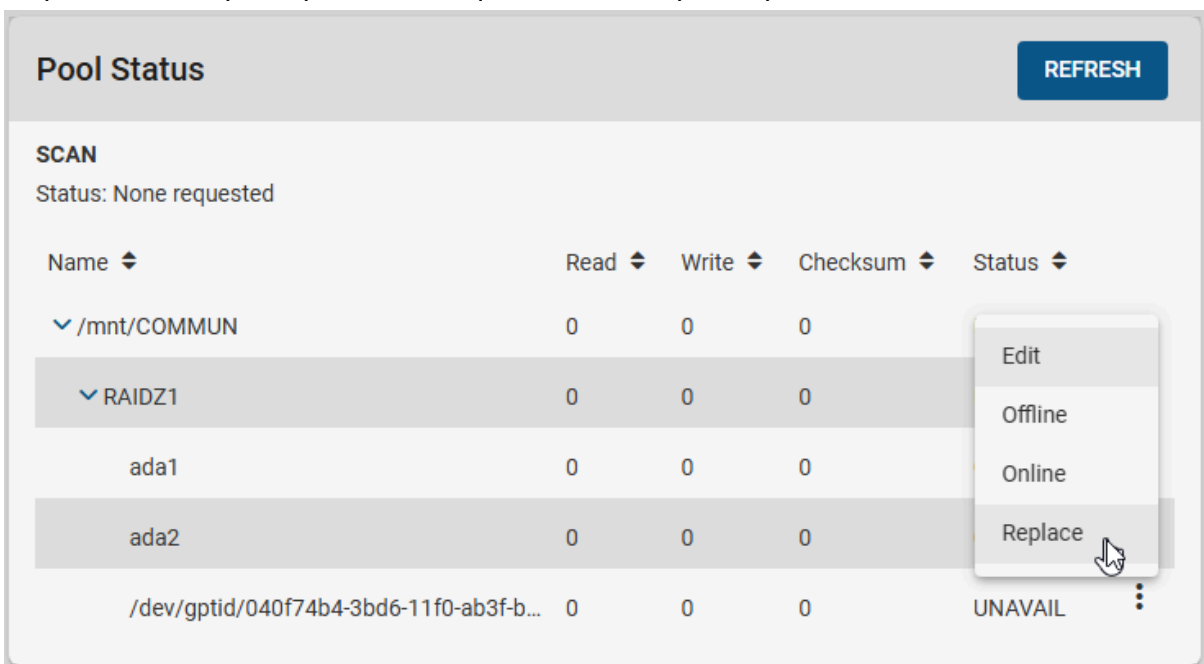 Pool Status
REFRESH
SCAN
Status: None requested
Name Read Write Checksum Status
/mnt/COMMUN 0 0 0
Edit
RAIDZ1 0 0 0
Offline
ada1 0 0 0
Online
ada2 0 0 0
Replace
/dev/gptid/040f74b4-3bd6-11f0-ab3f-b... 0 0 0 UNAVAIL